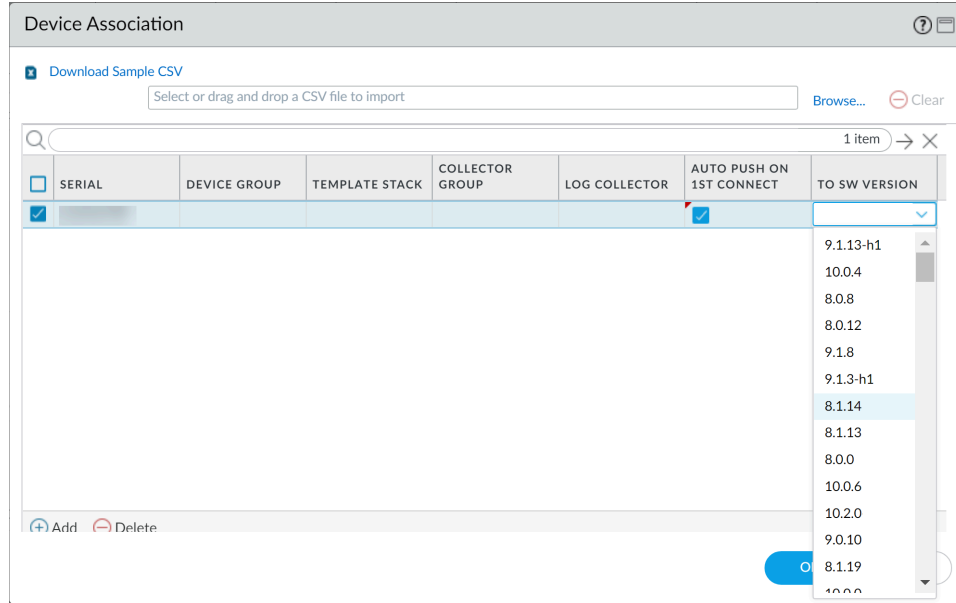 Device Association
Download Sample CSV
Select or drag and drop a CSV file to import
Browse...
Clear
1 item
SERIAL
DEVICE GROUP
TEMPLATE STACK
COLLECTOR
GROUP
LOG COLLECTOR
AUTO PUSH ON
1ST CONNECT
TO SW VERSION
9.1.13-h1
10.0.4
8.0.8
8.0.12
9.1.8
9.1.3-h1
8.1.14
8.1.13
8.0.0
10.0.6
10.2.0
9.0.10
8.1.19
10.0.0
Add
Delete